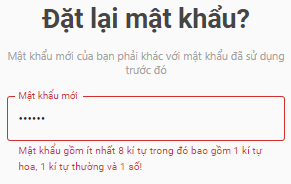 Đặt lại mật khẩu?
Mật khẩu mới của bạn phải khác với mật khẩu đã sử dụng
trước đó
Mật khẩu mới
••••••
Mật khẩu gồm ít nhất 8 kí tự trong đó bao gồm 1 kí tự
hoa, 1 kí tự thường và 1 số!